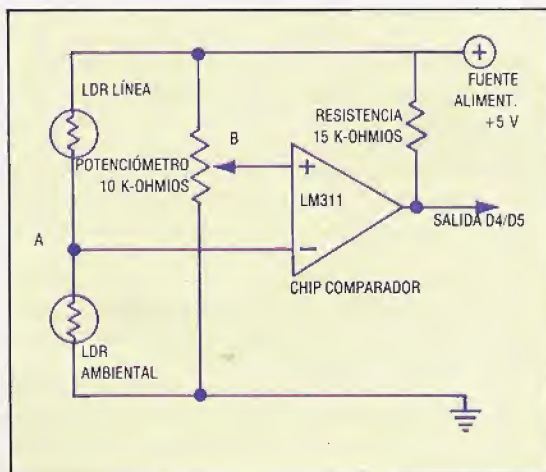 LDR LÍNEA
POTENCIÓMETRO
10 K-OHMIOS
B
A
LDR
AMBIENTAL
+
−
LM311
CHIP COMPARADOR
RESISTENCIA
15 K-OHMIOS
+
FUENTE
ALIMENT.
+5 V
SALIDA D4/D5